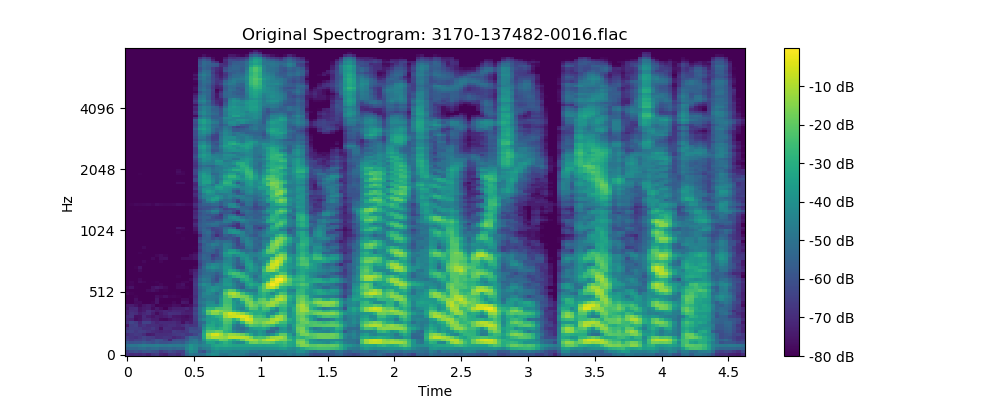 Original Spectrogram: 3170-137482-0016.flac
4096
2048
1024
512
0
Hz
0 0.5 1 1.5 2 2.5 3 3.5 4 4.5
Time
-10 dB
-20 dB
-30 dB
-40 dB
-50 dB
-60 dB
-70 dB
-80 dB